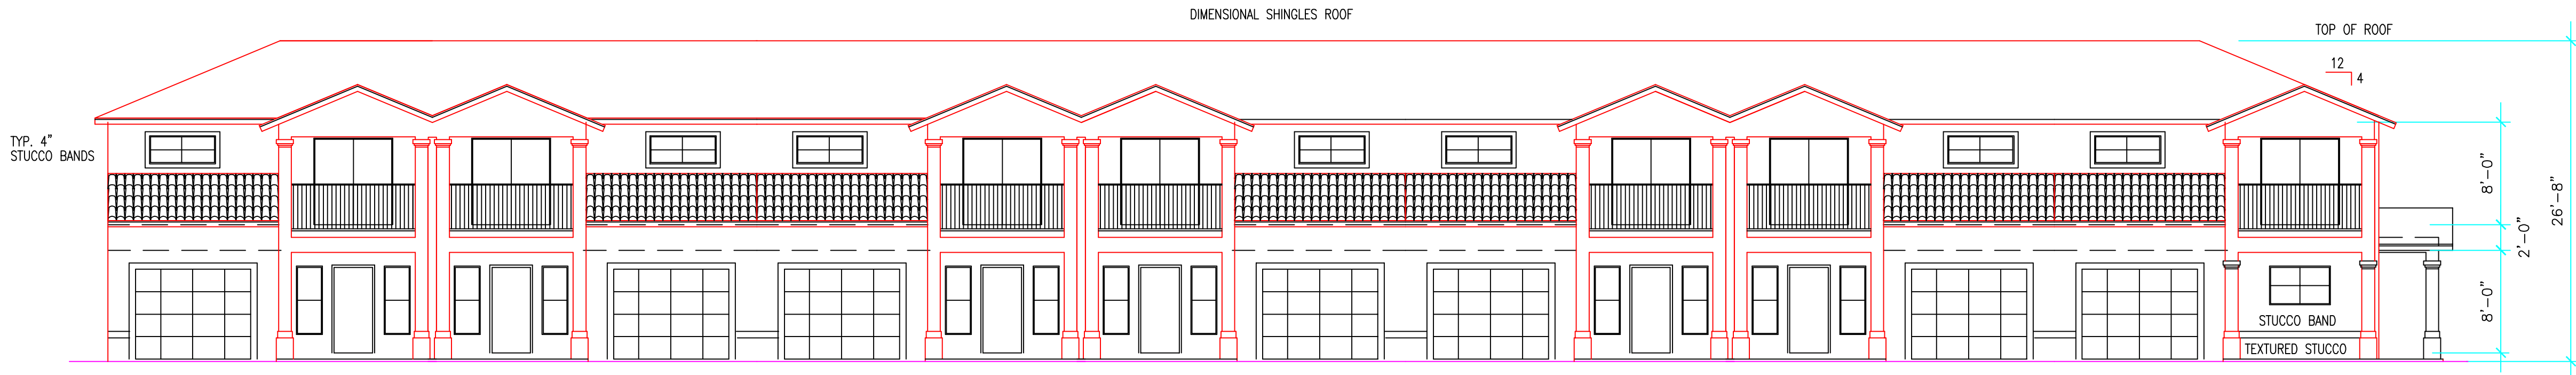 DIMENSIONAL SHINGLES ROOF
TOP OF ROOF
12
4
TYP. 4"
STUCCO BANDS
8'-0"
2'-0"
26'-8"
8'-0"
STUCCO BAND
TEXTURED STUCCO